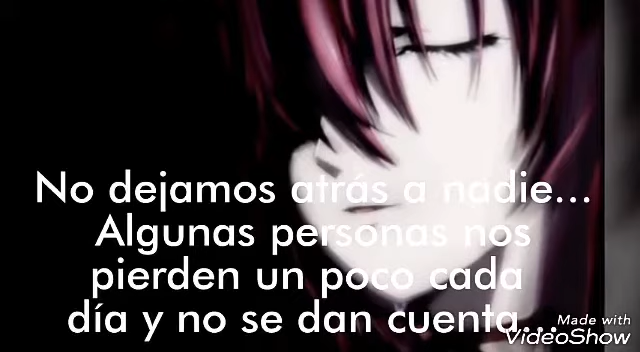 No dejamos atrás a nadie...
Algunas personas nos
pierden un poco cada
día y no se dan cuenta...
Made with
VideoShow